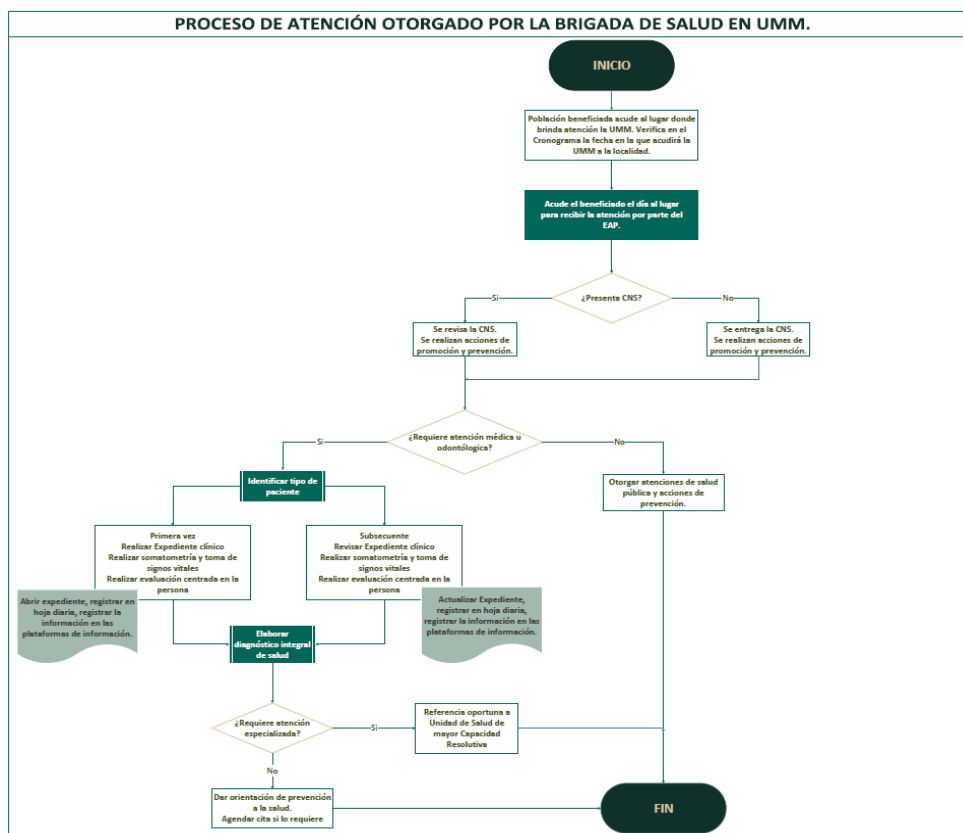 PROCESO DE ATENCIÓN OTORGADO POR LA BRIGADA DE SALUD EN UMM.
INICIO
Población beneficiada acude al lugar donde
brinda atención la UMM. Verifica en el
Cronograma la fecha en la que acudirá la
UMM a la localidad.
Acude el beneficiado el día al lugar
para recibir la atención por parte del
EAP.
¿Presenta CNS?
Si
No
Se revisa la CNS.
Se realizan acciones de
promoción y prevención.
Se entrega la CNS.
Se realizan acciones de
promoción y prevención.
¿Requiere atención médica u
odontólogica?
Si
No
Identificar tipo de
paciente
Otorgar atenciones de salud
pública y acciones de
prevención.
Primera vez
Realizar Expediente clínico
Realizar somatometría y toma de
signos vitales
Realizar evaluación centrada en la
persona
Subsecuente
Revisar Expediente clínico
Realizar somatometría y toma de
signos vitales
Realizar evaluación centrada en la
persona
Abrir expediente, registrar en
hoja diaria, registrar la
información en las plataformas
de información.
Actualizar Expediente,
registrar en hoja diaria,
registrar la información en las
plataformas de información.
Elaborar
diagnóstico integral
de salud
¿Requiere atención
especializada?
Si
No
Referencia oportuna a
Unidad de Salud de
mayor Capacidad
Resolutiva
Dar orientación de prevención
a la salud.
Agendar cita si lo requiere
FIN